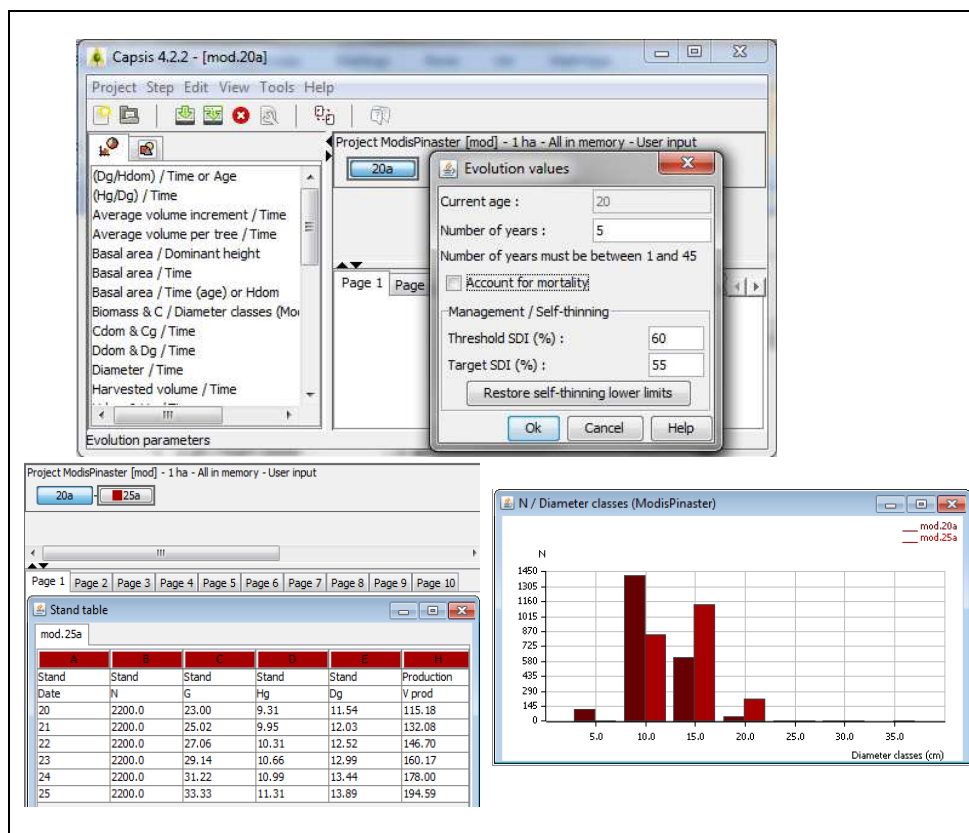 Capsis 4.2.2 - [mod.20a]
Project Step Edit View Tools Help
(Dg/Hdom) / Time or Age
(Hg/Dg) / Time
Average volume increment / Time
Average volume per tree / Time
Basal area / Dominant height
Basal area / Time
Basal area / Time (age) or Hdom
Biomass & C / Diameter classes (Mo
Cdom & Cg / Time
Ddom & Dg / Time
Diameter / Time
Harvested volume / Time
Evolution parameters
Project ModisPinaster [mod] - 1 ha - All in memory - User input
20a
Page 1 Page
Evolution values
Current age : 20
Number of years : 5
Number of years must be between 1 and 45
Account for mortality
Management / Self-thinning
Threshold SDI (%) : 60
Target SDI (%) : 55
Restore self-thinning lower limits
Ok Cancel Help
Project ModisPinaster [mod] - 1 ha - All in memory - User input
20a 25a
Page 1 Page 2 Page 3 Page 4 Page 5 Page 6 Page 7 Page 8 Page 9 Page 10
Stand table
mod.25a
A B C D E H
Stand Stand Stand Stand Stand Production
Date N G Hg Dg V prod
20 2200.0 23.00 9.31 11.54 115.18
21 2200.0 25.02 9.95 12.03 132.08
22 2200.0 27.06 10.31 12.52 146.70
23 2200.0 29.14 10.66 12.99 160.17
24 2200.0 31.22 10.99 13.44 178.00
25 2200.0 33.33 11.31 13.89 194.59
N / Diameter classes (ModisPinaster)
mod.20a
mod.25a
N
1450
1305
1160
1015
870
725
580
435
290
145
0
5.0 10.0 15.0 20.0 25.0 30.0 35.0
Diameter classes (cm)